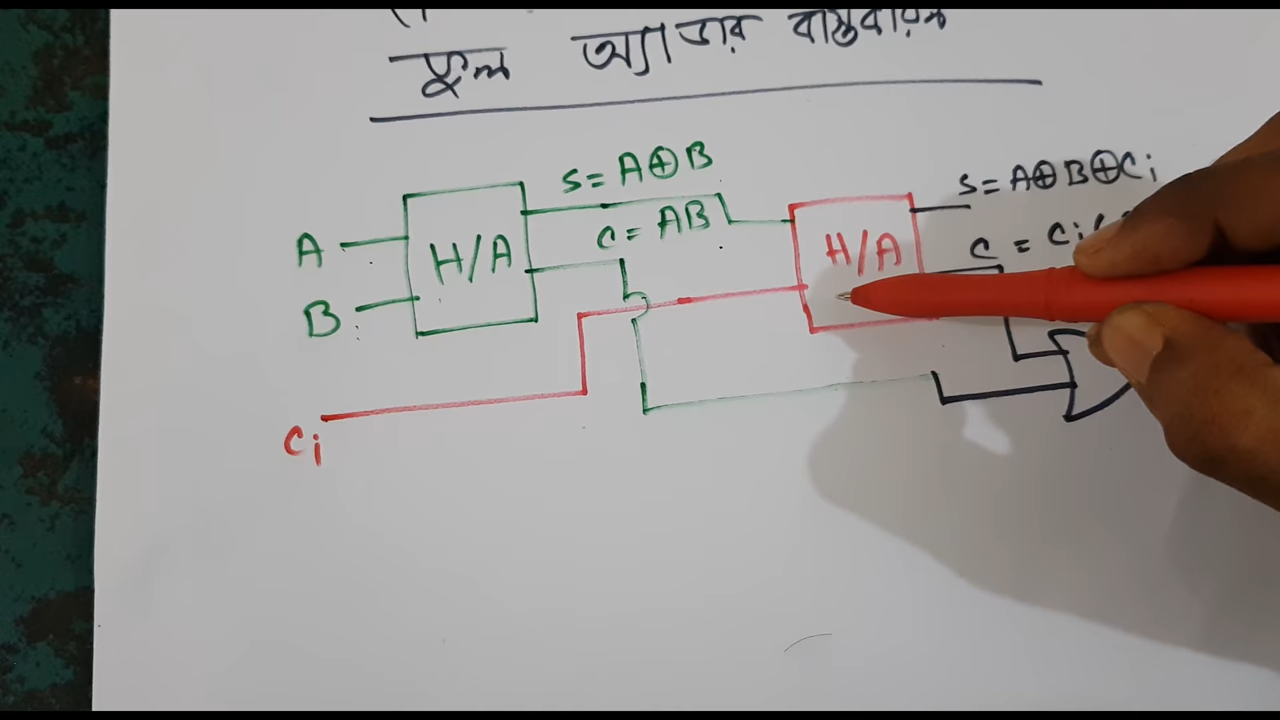 ফুল অ্যাডার বাস্তবায়ন
S = A⊕B
C = AB
A
B
H/A
H/A
S = A⊕B⊕Ci
C = Ci(
Ci